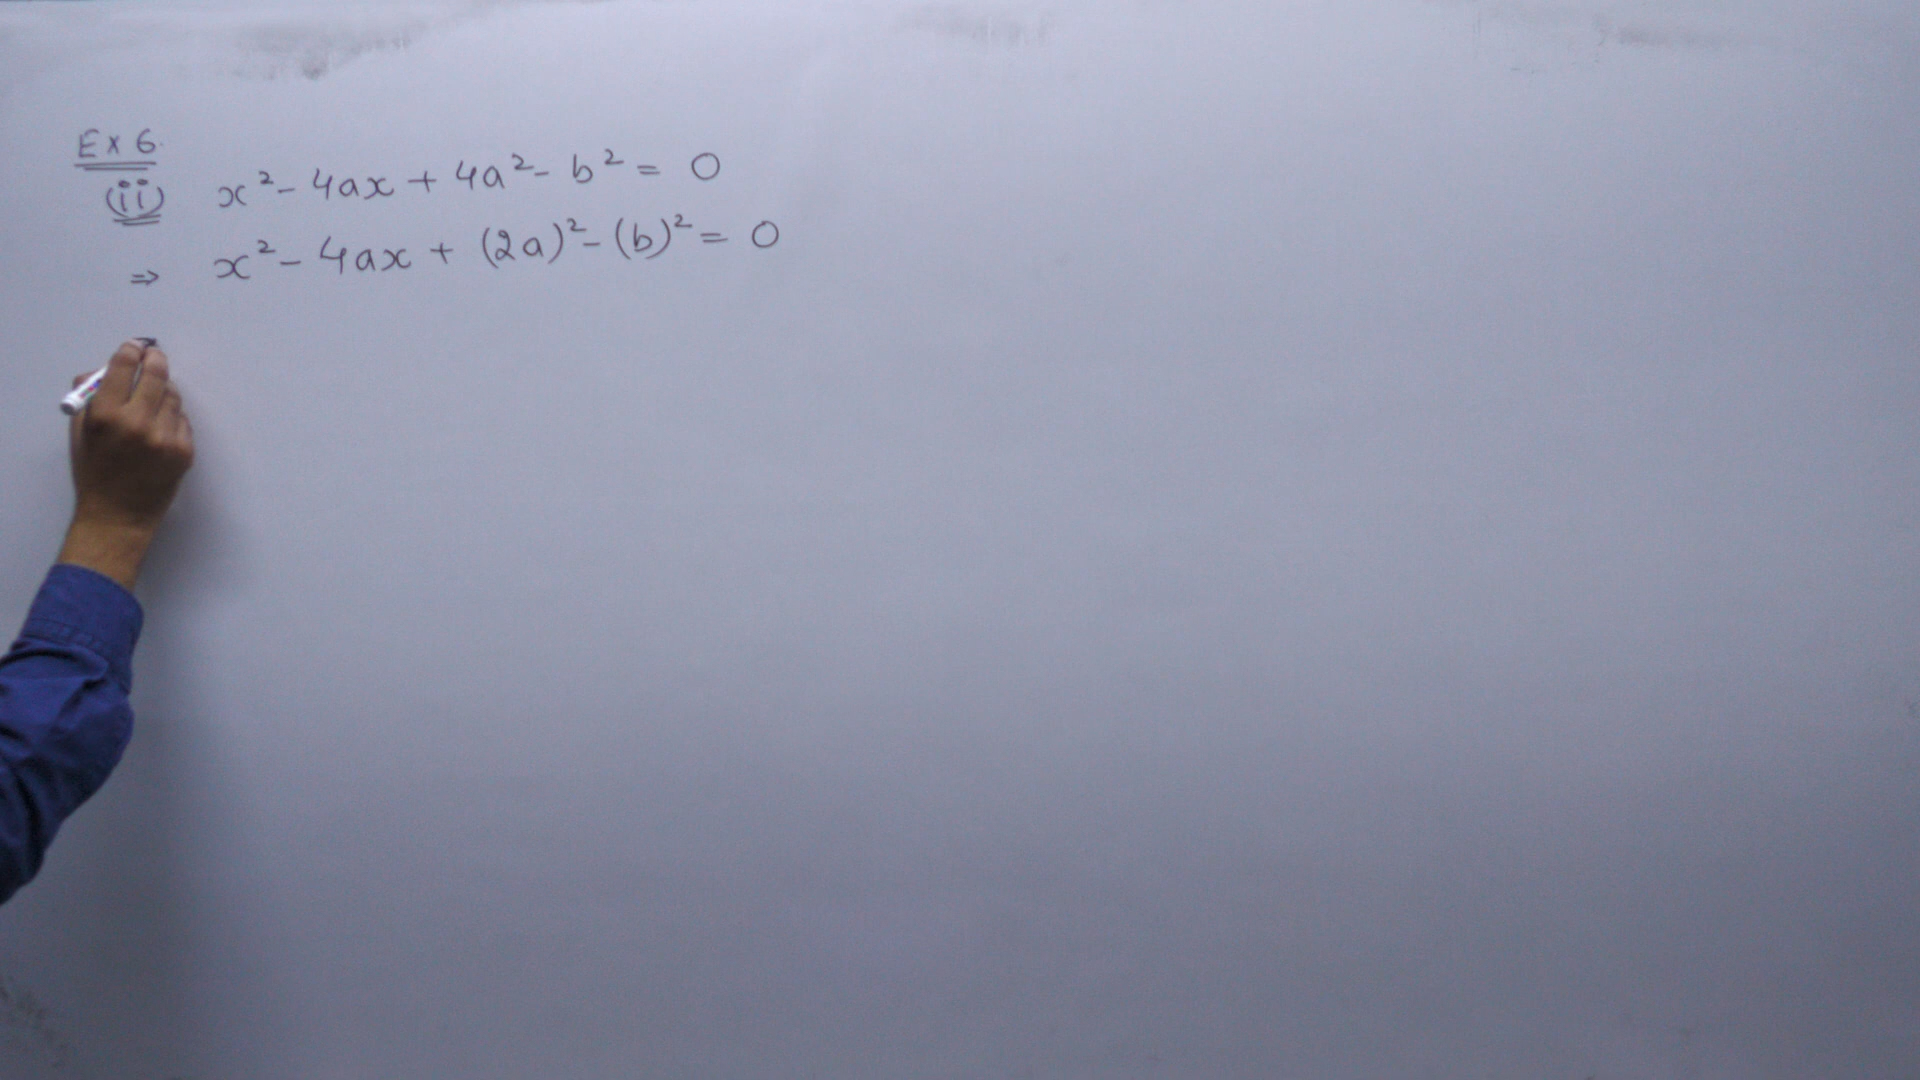 Ex 6.
(ii) x² - 4ax + 4a² - b² = 0
⇒ x² - 4ax + (2a)² - (b)² = 0